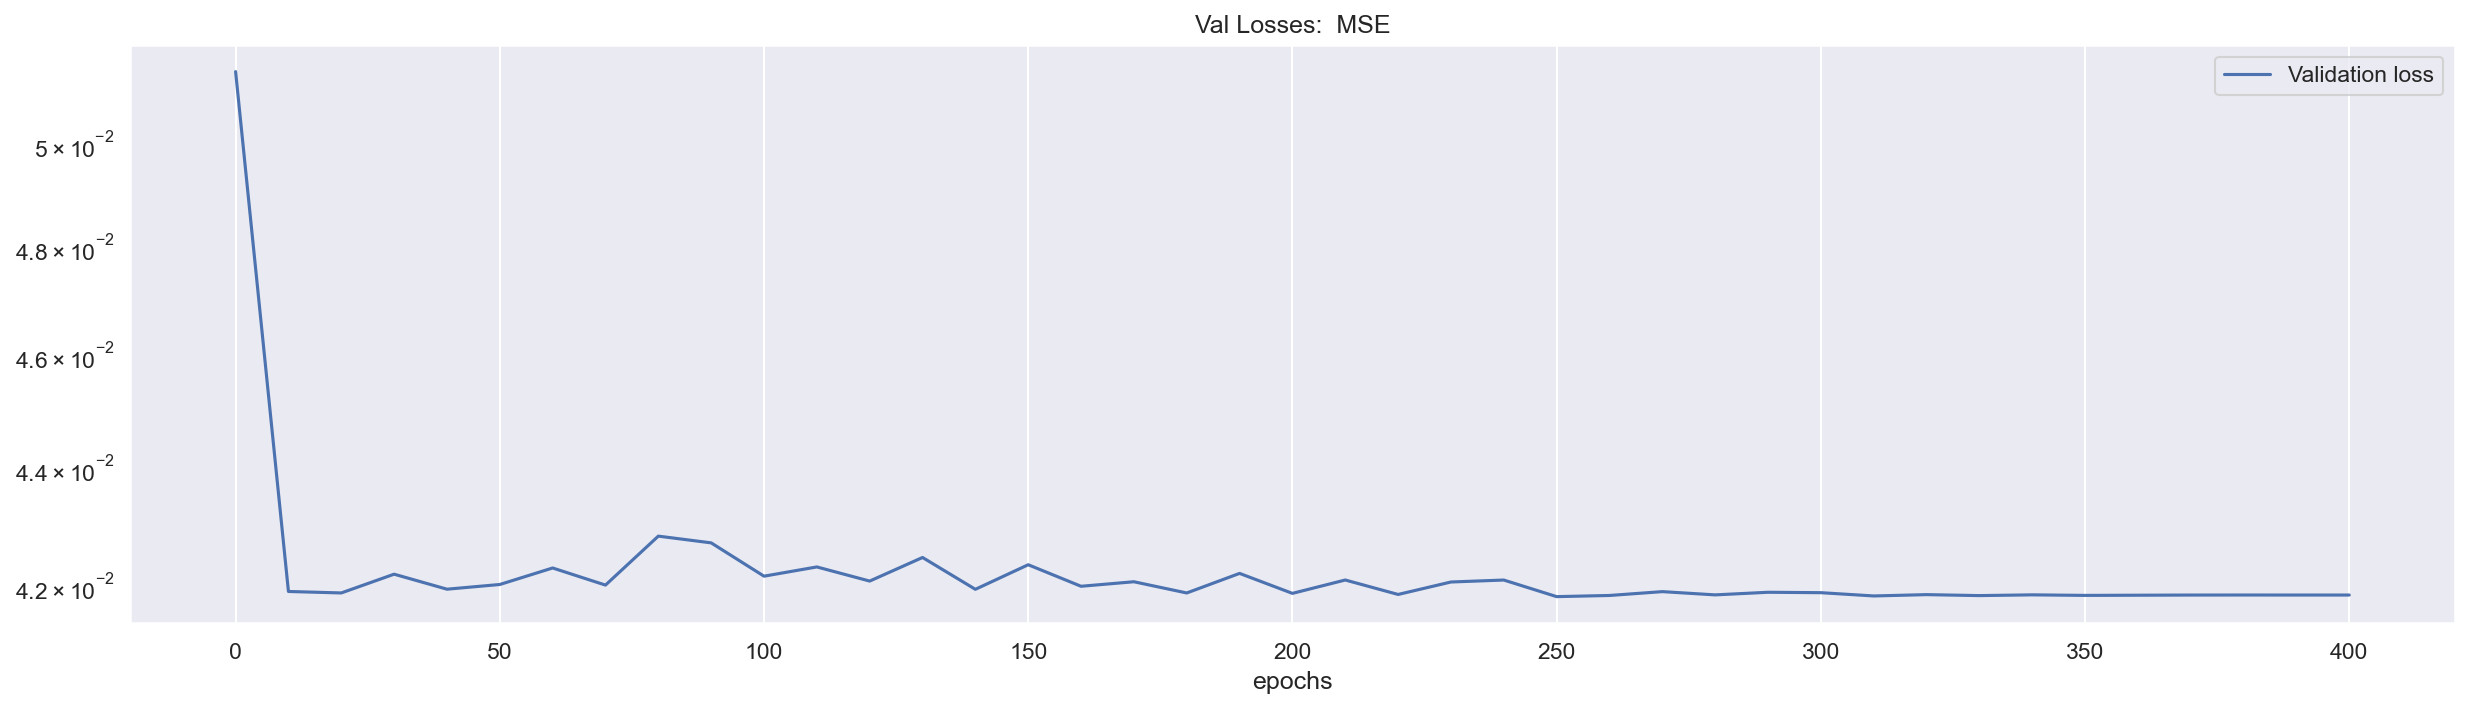 Val Losses:  MSE
Validation loss
5 × 10⁻²
4.8 × 10⁻²
4.6 × 10⁻²
4.4 × 10⁻²
4.2 × 10⁻²
0 50 100 150 200 250 300 350 400
epochs